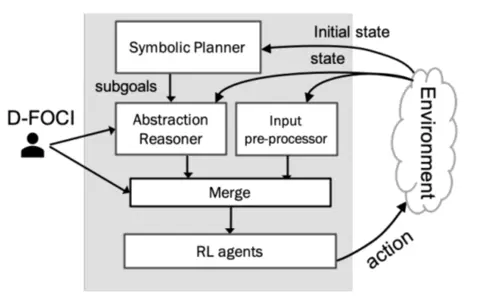 Initial state
Symbolic Planner
state
subgoals
D-FOCI
Abstraction
Reasoner
Input
pre-processor
Environment
Merge
RL agents
action